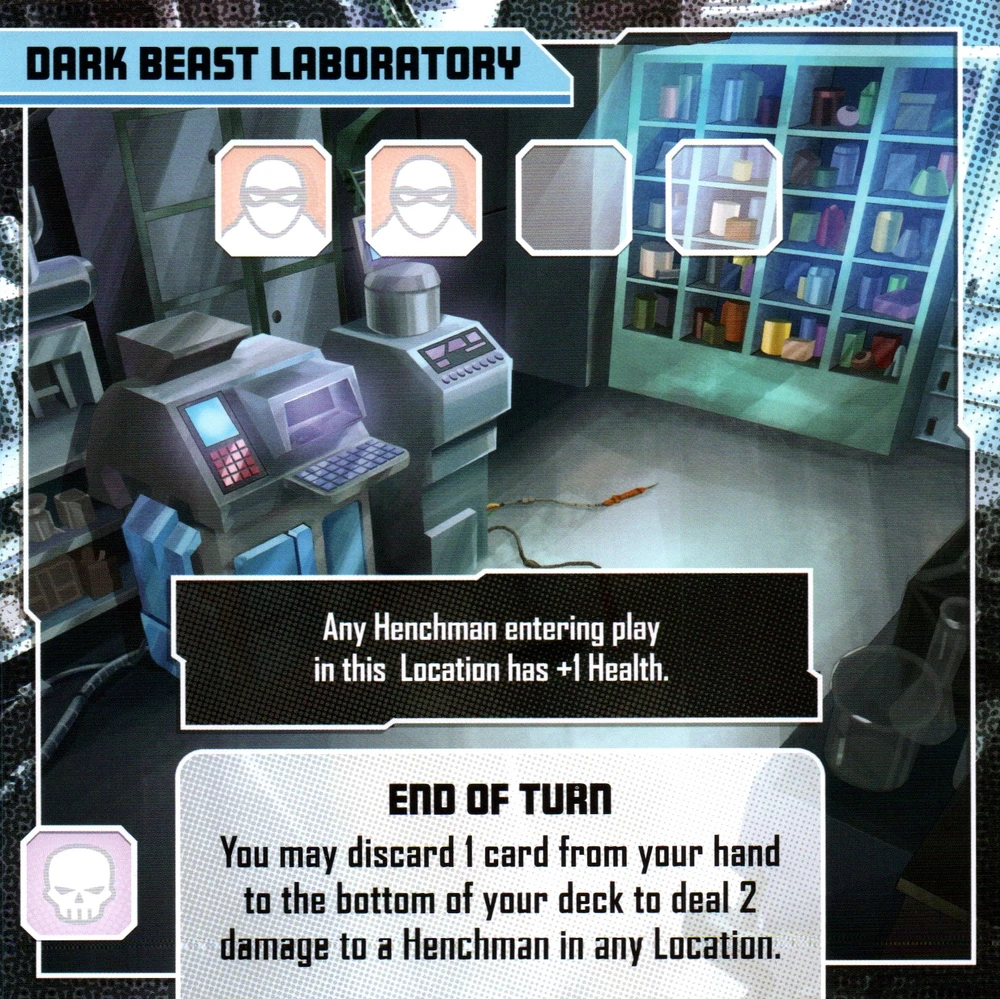 DARK BEAST LABORATORY
Any Henchman entering play
in this Location has +1 Health.
END OF TURN
You may discard 1 card from your hand
to the bottom of your deck to deal 2
damage to a Henchman in any Location.